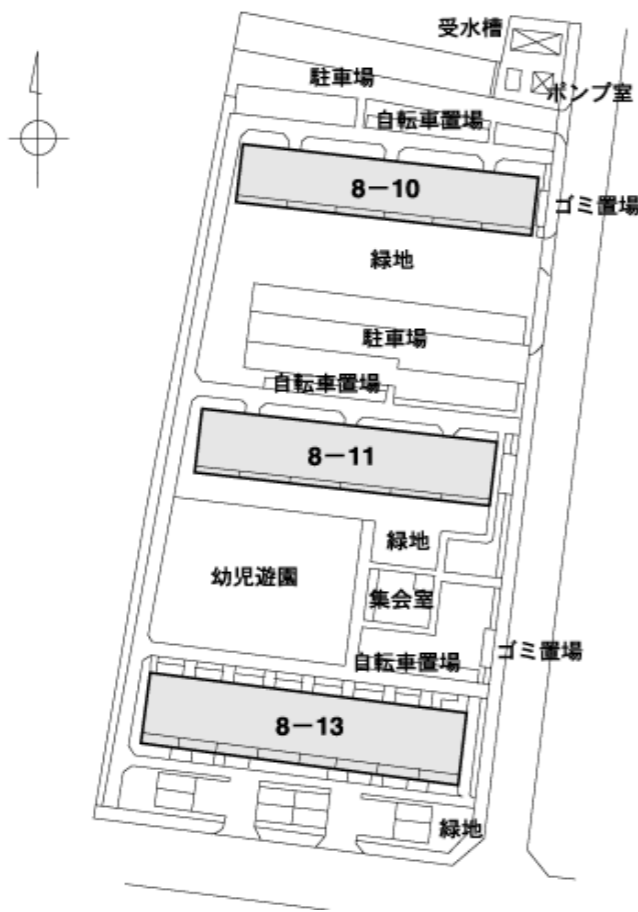 受水槽
駐車場
ポンプ室
自転車置場
8－10
ゴミ置場
緑地
駐車場
自転車置場
8－11
緑地
幼児遊園
集会室
ゴミ置場
自転車置場
8－13
緑地